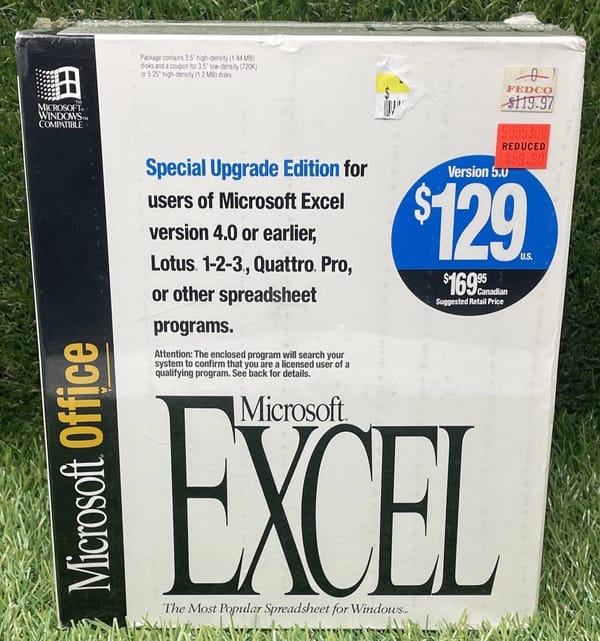 Package contains 3.5" high-density (1.44 MB)
disks and a coupon for 3.5" low-density (720K)
or 5.25" high-density (1.2 MB) disks.
MICROSOFT
WINDOWS™
COMPATIBLE
$
0
FEDCO
$119.97
REDUCED
Special Upgrade Edition for
users of Microsoft Excel
version 4.0 or earlier,
Lotus 1-2-3, Quattro Pro,
or other spreadsheet
programs.
Version 5.0
$129 U.S.
$169.95 Canadian
Suggested Retail Price
Attention: The enclosed program will search your
system to confirm that you are a licensed user of a
qualifying program. See back for details.
Microsoft Office
Microsoft
EXCEL
The Most Popular Spreadsheet for Windows™